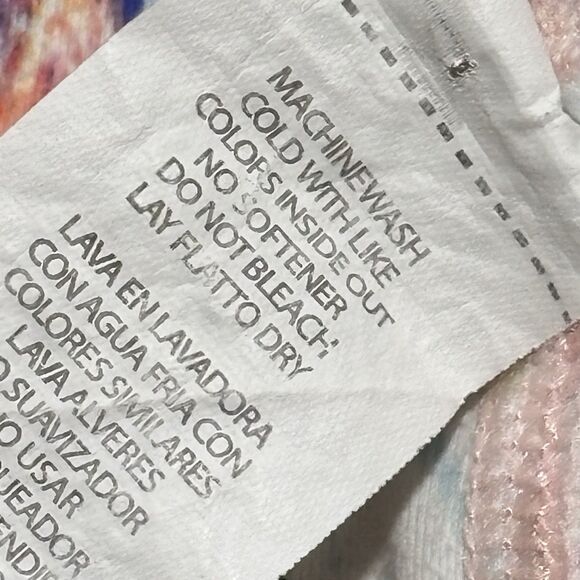 MACHINEWASH
COLD WITH LIKE
COLORS INSIDE OUT
NO SOFTENER
DO NOT BLEACH
LAY FLATTO DRY
LAVA EN LAVADORA
CON AGUA FRIA CON
COLORES SIMILARES
LAVA ALVERES
SUAVIZADOR
USAR